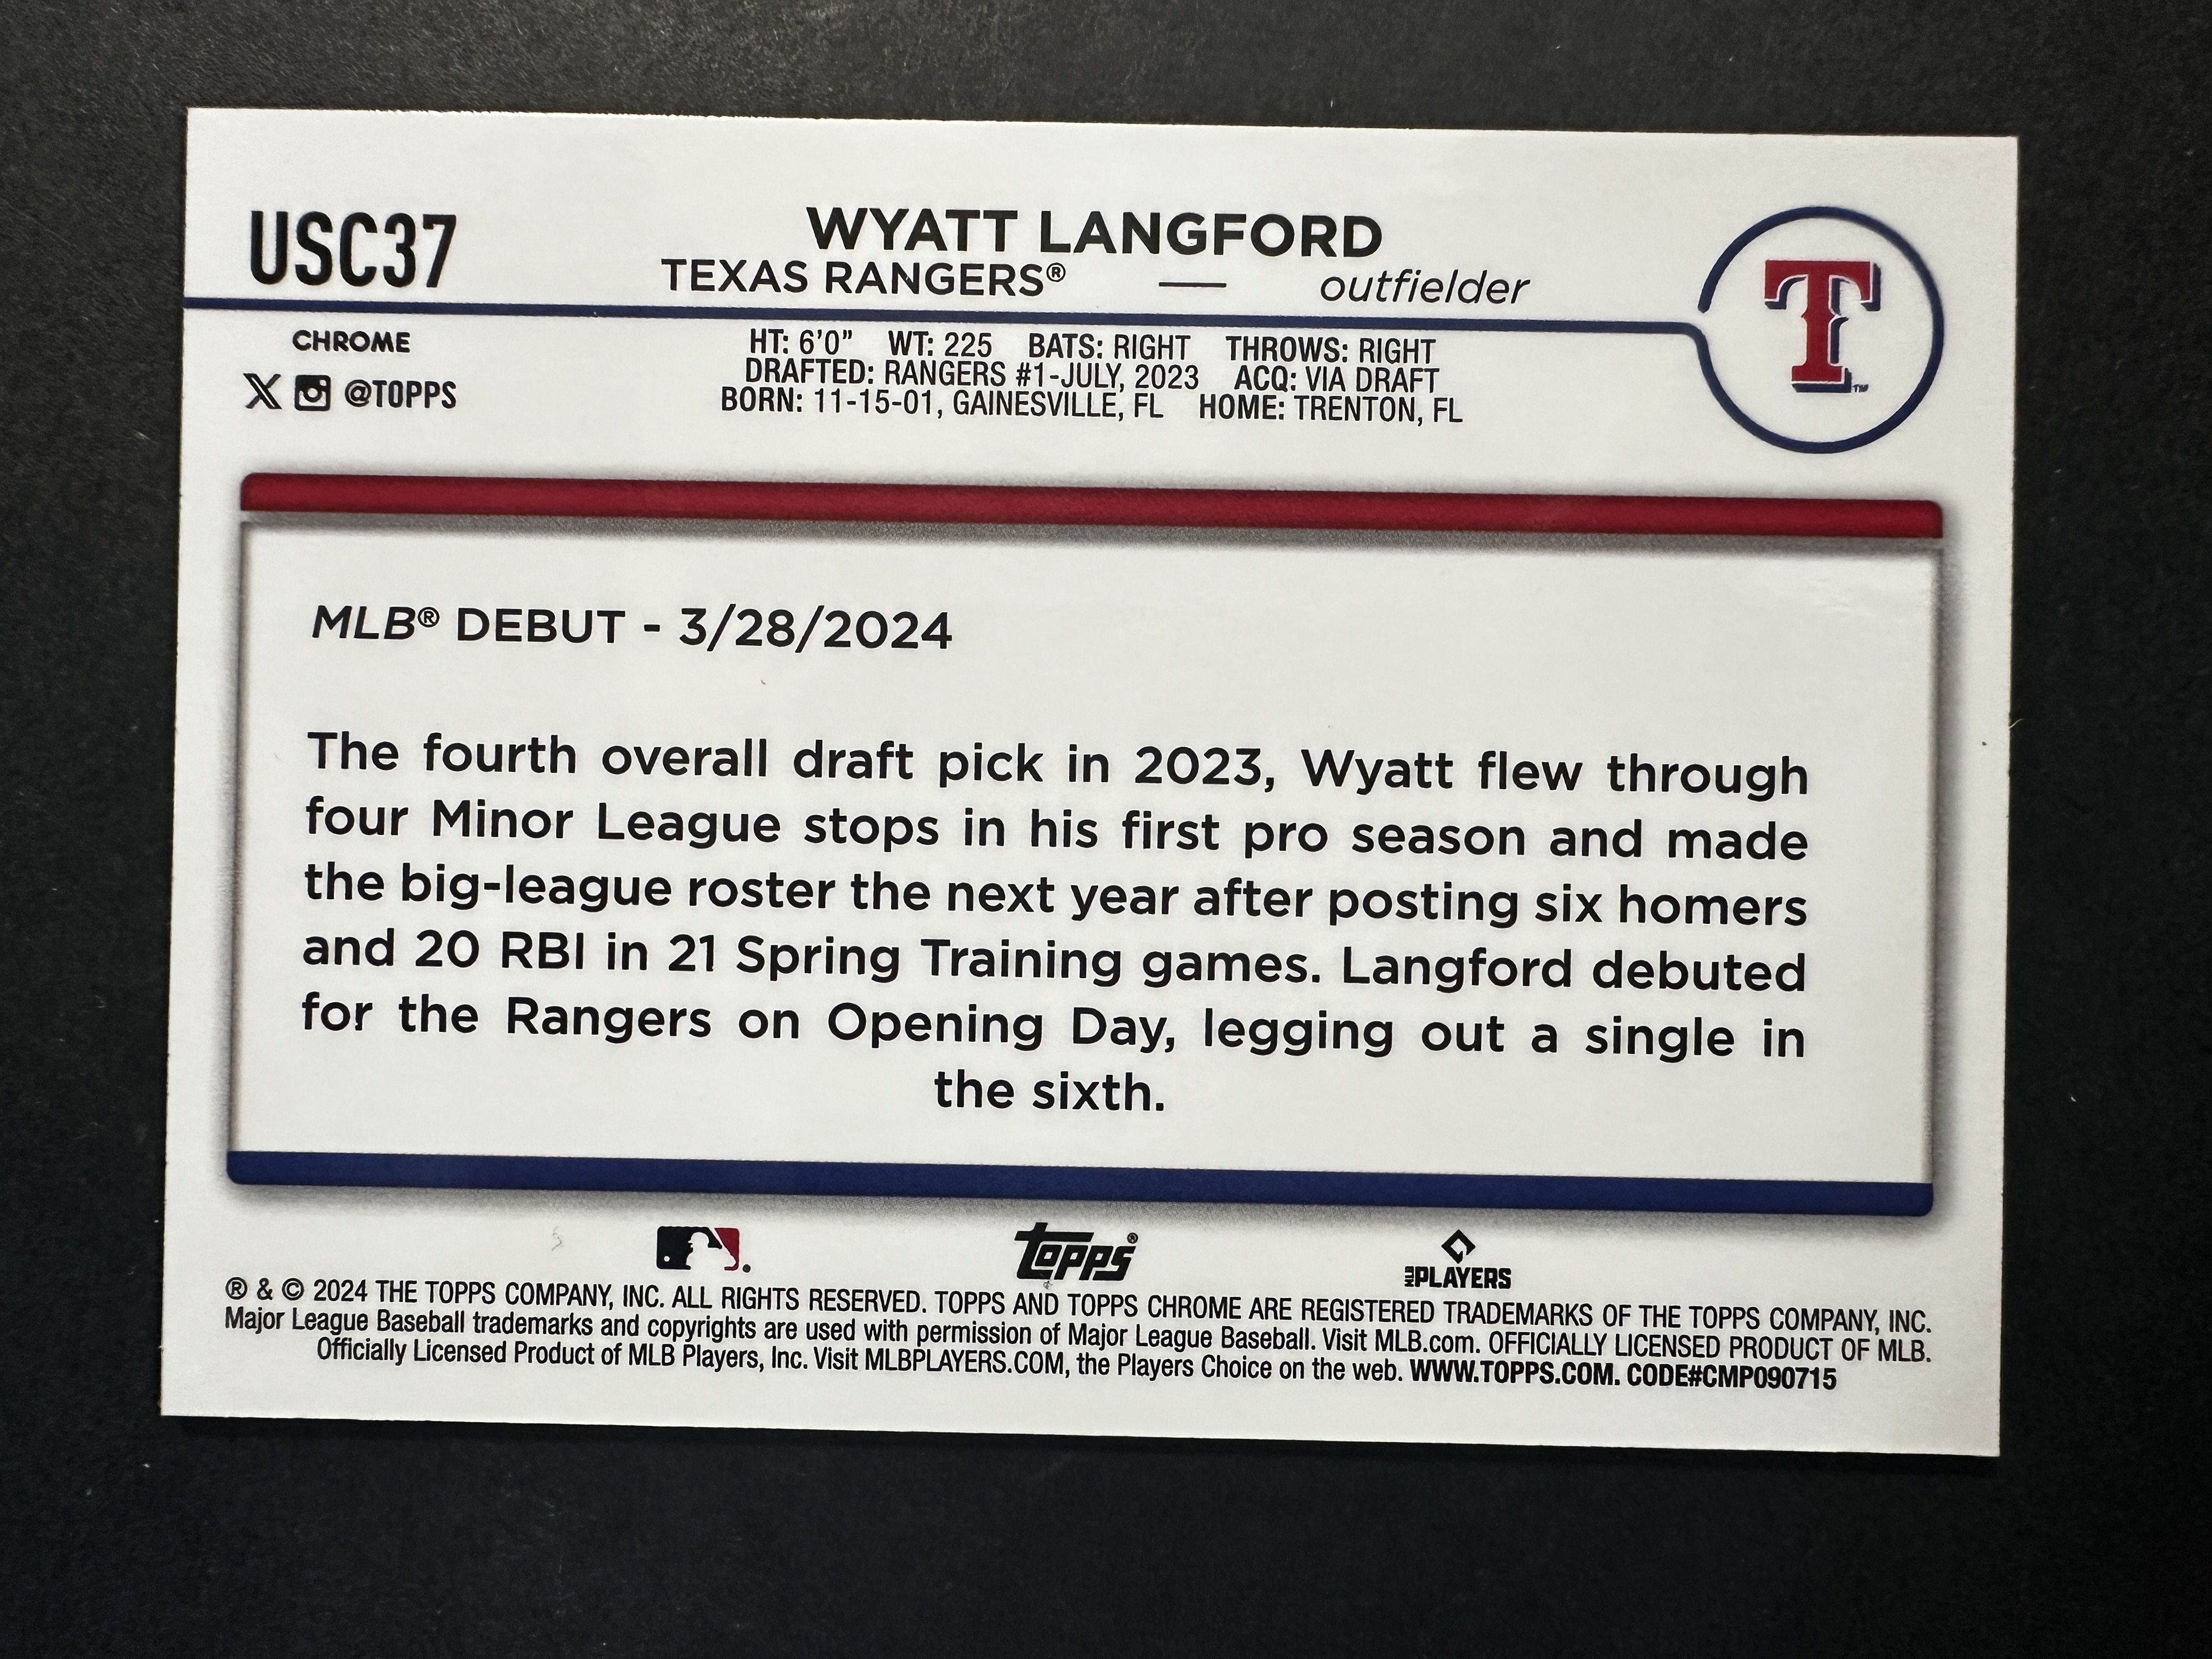 USC37
WYATT LANGFORD
TEXAS RANGERS® — outfielder
T™
CHROME
X @TOPPS
HT: 6'0” WT: 225 BATS: RIGHT THROWS: RIGHT
DRAFTED: RANGERS #1-JULY, 2023 ACQ: VIA DRAFT
BORN: 11-15-01, GAINESVILLE, FL HOME: TRENTON, FL
MLB® DEBUT - 3/28/2024
The fourth overall draft pick in 2023, Wyatt flew through
four Minor League stops in his first pro season and made
the big-league roster the next year after posting six homers
and 20 RBI in 21 Spring Training games. Langford debuted
for the Rangers on Opening Day, legging out a single in
the sixth.
topps® MLB PLAYERS
® & © 2024 THE TOPPS COMPANY, INC. ALL RIGHTS RESERVED. TOPPS AND TOPPS CHROME ARE REGISTERED TRADEMARKS OF THE TOPPS COMPANY, INC.
Major League Baseball trademarks and copyrights are used with permission of Major League Baseball. Visit MLB.com. OFFICIALLY LICENSED PRODUCT OF MLB.
Officially Licensed Product of MLB Players, Inc. Visit MLBPLAYERS.COM, the Players Choice on the web. WWW.TOPPS.COM. CODE#CMP090715